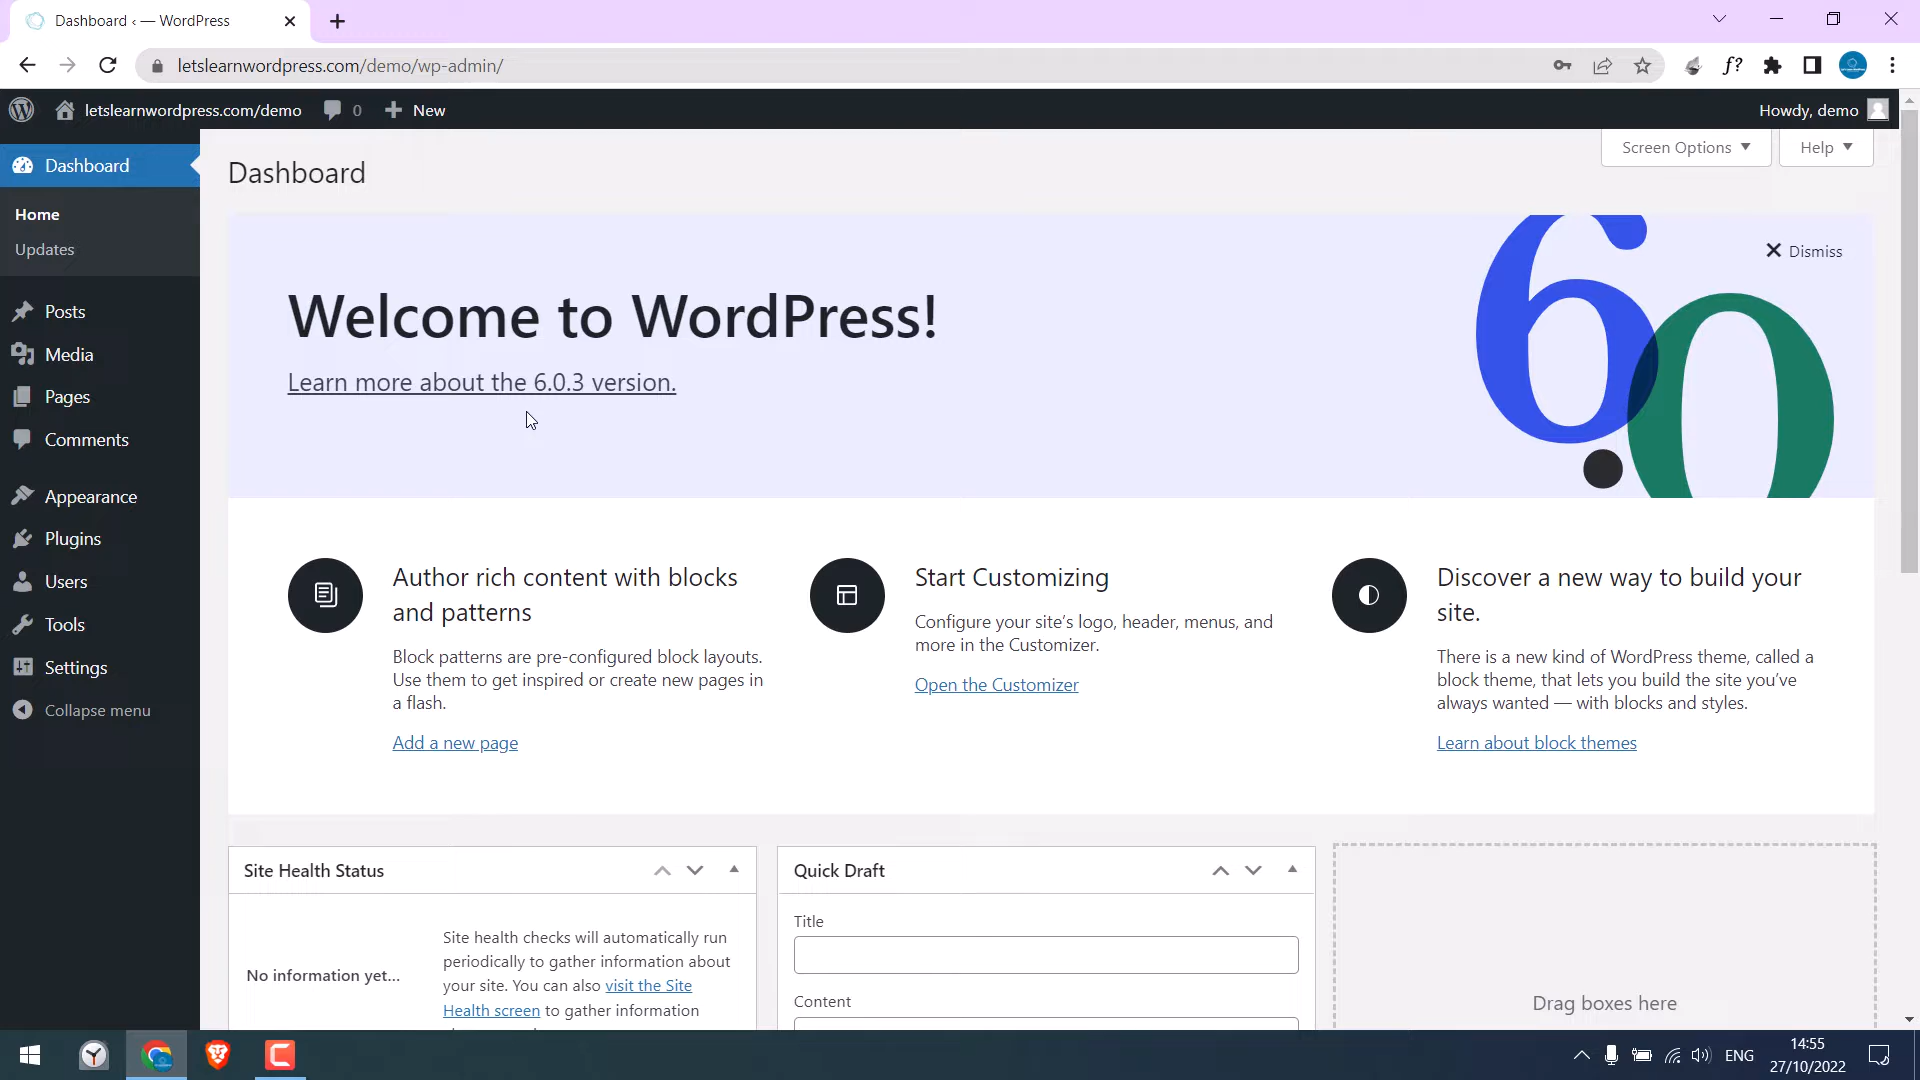 Dashboard ‹ — WordPress
letslearnwordpress.com/demo/wp-admin/
f?
letslearnwordpress.com/demo
0
New
Howdy, demo
Dashboard
Home
Updates
Posts
Media
Pages
Comments
Appearance
Plugins
Users
Tools
Settings
Collapse menu
Dashboard
Screen Options
Help
Dismiss
Welcome to WordPress!
Learn more about the 6.0.3 version.
60
Author rich content with blocks
and patterns
Block patterns are pre-configured block layouts.
Use them to get inspired or create new pages in
a flash.
Add a new page
Start Customizing
Configure your site’s logo, header, menus, and
more in the Customizer.
Open the Customizer
Discover a new way to build your
site.
There is a new kind of WordPress theme, called a
block theme, that lets you build the site you’ve
always wanted — with blocks and styles.
Learn about block themes
Site Health Status
No information yet...
Site health checks will automatically run
periodically to gather information about
your site. You can also visit the Site
Health screen to gather information
Quick Draft
Title
Content
Drag boxes here
ENG
14:55
27/10/2022